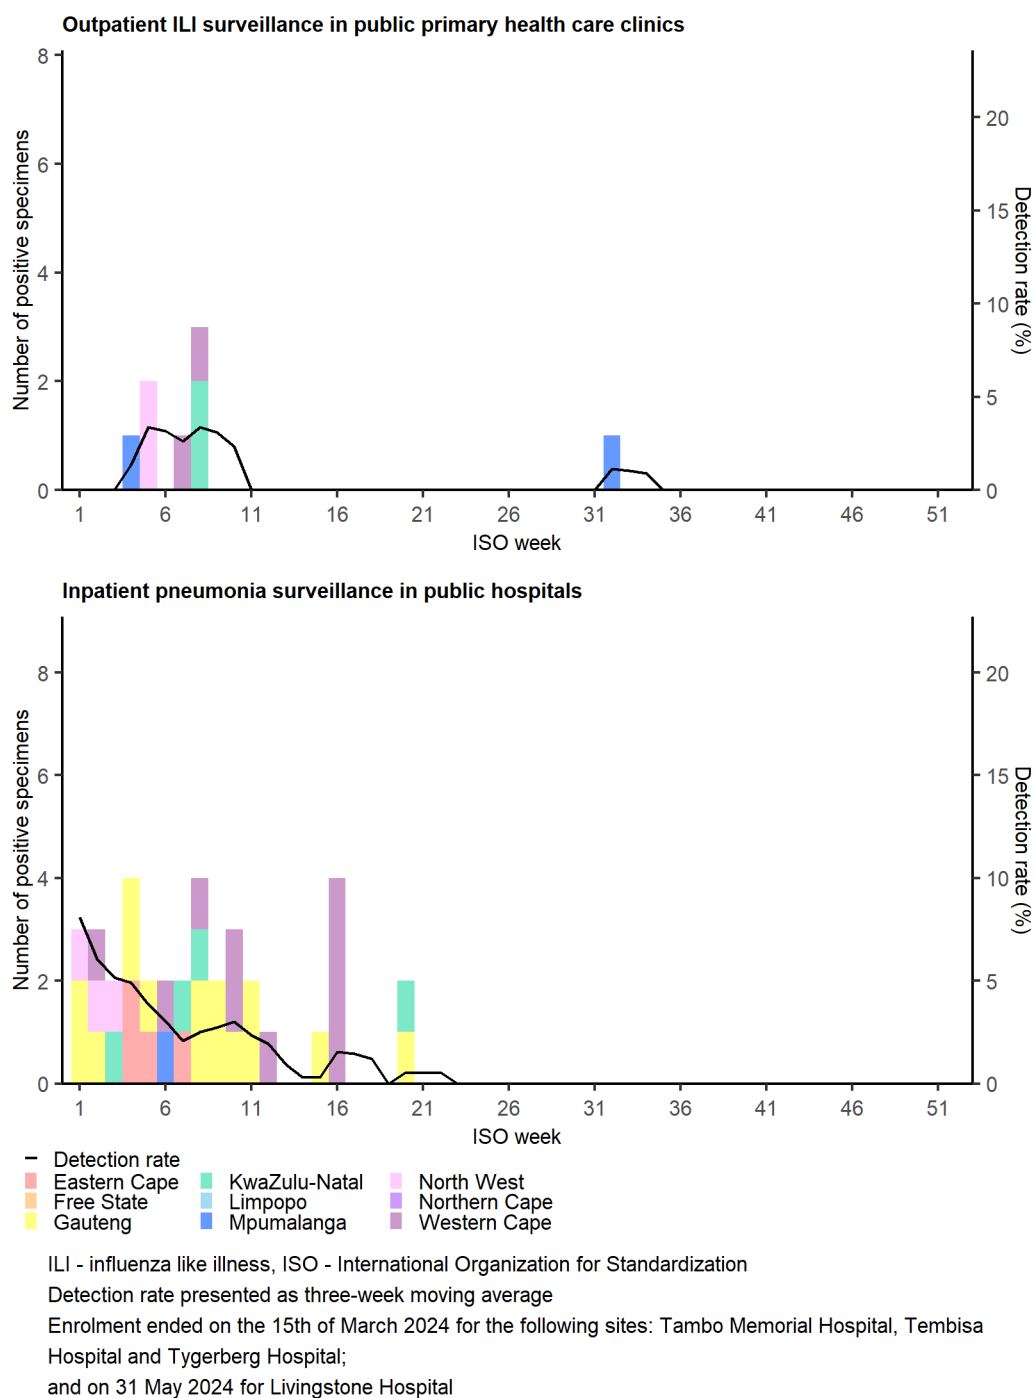 Outpatient ILI surveillance in public primary health care clinics
8
6
4
2
0
Number of positive specimens
20
15
10
5
0
Detection rate (%)
1 6 11 16 21 26 31 36 41 46 51
ISO week
Inpatient pneumonia surveillance in public hospitals
8
6
4
2
0
Number of positive specimens
20
15
10
5
0
Detection rate (%)
1 6 11 16 21 26 31 36 41 46 51
ISO week
Detection rate
Eastern Cape KwaZulu-Natal North West
Free State Limpopo Northern Cape
Gauteng Mpumalanga Western Cape
ILI - influenza like illness, ISO - International Organization for Standardization
Detection rate presented as three-week moving average
Enrolment ended on the 15th of March 2024 for the following sites: Tambo Memorial Hospital, Tembisa
Hospital and Tygerberg Hospital;
and on 31 May 2024 for Livingstone Hospital